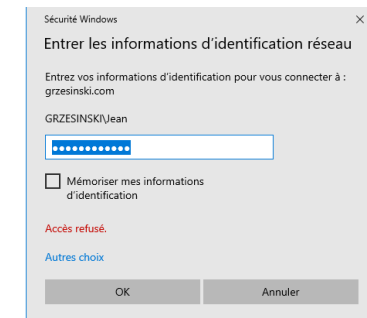 Sécurité Windows
Entrer les informations d'identification réseau
Entrez vos informations d'identification pour vous connecter à :
grzesinski.com
GRZESINSKI\Jean
••••••••••••
Mémoriser mes informations
d'identification
Accès refusé.
Autres choix
OK
Annuler